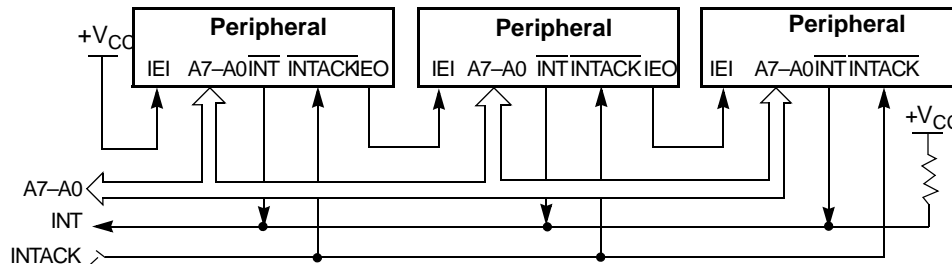 Peripheral Peripheral Peripheral
+VCC
IEI A7–A0 INT INTACK IEO IEI A7–A0 INT INTACK IEO IEI A7–A0 INT INTACK
+VCC
A7–A0
INT
INTACK